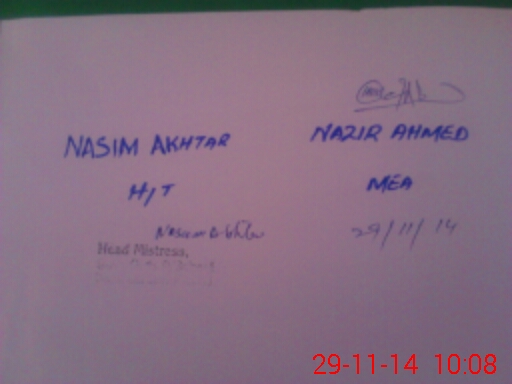 NASIM AKHTAR
H/T
Head Mistress,
NAZIR AHMED
MEA
29/11/14
29-11-14 10:08